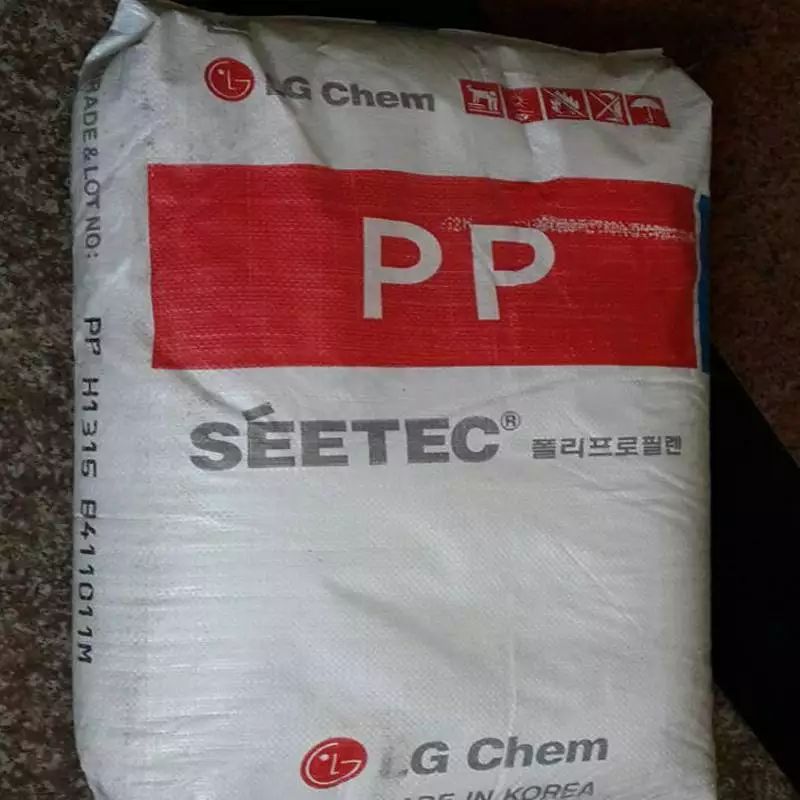 LG Chem
PP
SEETEC® 폴리프로필렌
GRADE & LOT NO: PP H1315 B411011M
LG Chem
MADE IN KOREA